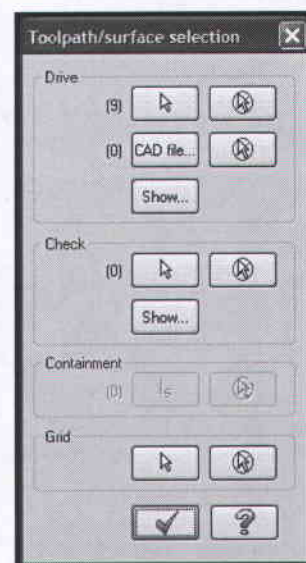 Toolpath/surface selection
Drive
(9)
(0) CAD file...
Show...
Check
(0)
Show...
Containment
(0)
Grid